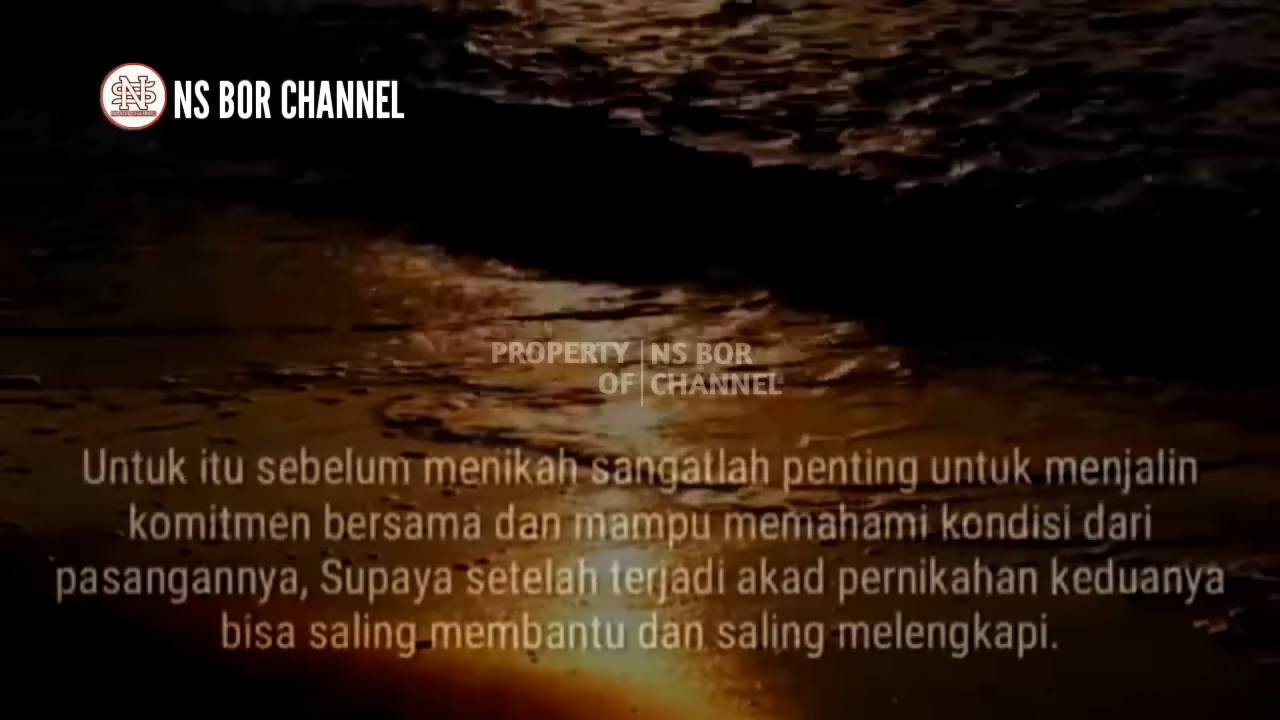 NS BOR CHANNEL
PROPERTY NS BOR
OF CHANNEL
Untuk itu sebelum menikah sangatlah penting untuk menjalin
komitmen bersama dan mampu memahami kondisi dari
pasangannya, Supaya setelah terjadi akad pernikahan keduanya
bisa saling membantu dan saling melengkapi.